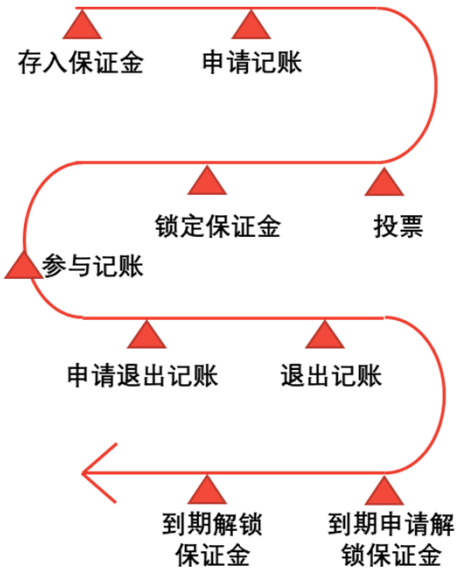 存入保证金
申请记账
投票
锁定保证金
参与记账
申请退出记账
退出记账
到期申请解
锁保证金
到期解锁
保证金